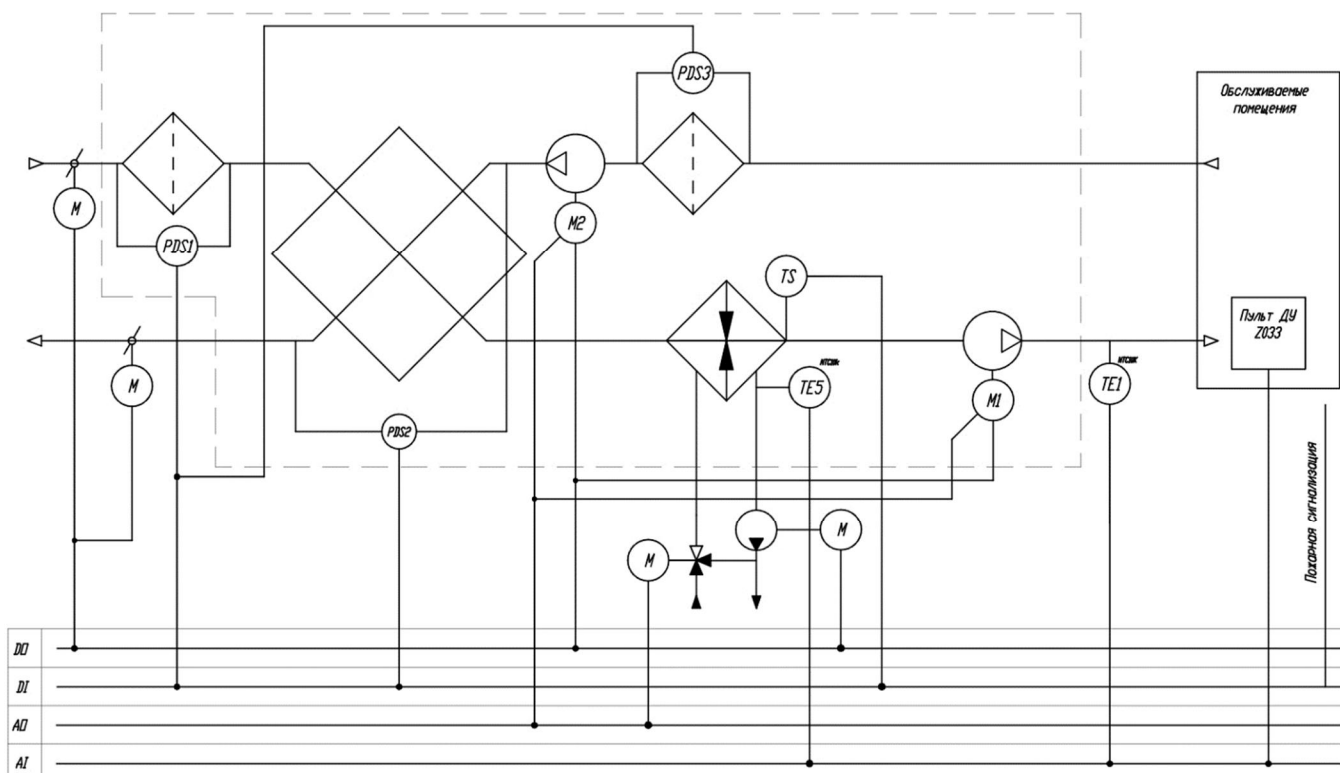 PDS3
Обслуживаемые
помещения
M
PDS1
M2
TS
Пульт ДУ
Z033
M
TE5
M1
TE1
PDS2
Пожарная сигнализация
M
M
DO
DI
AO
AI